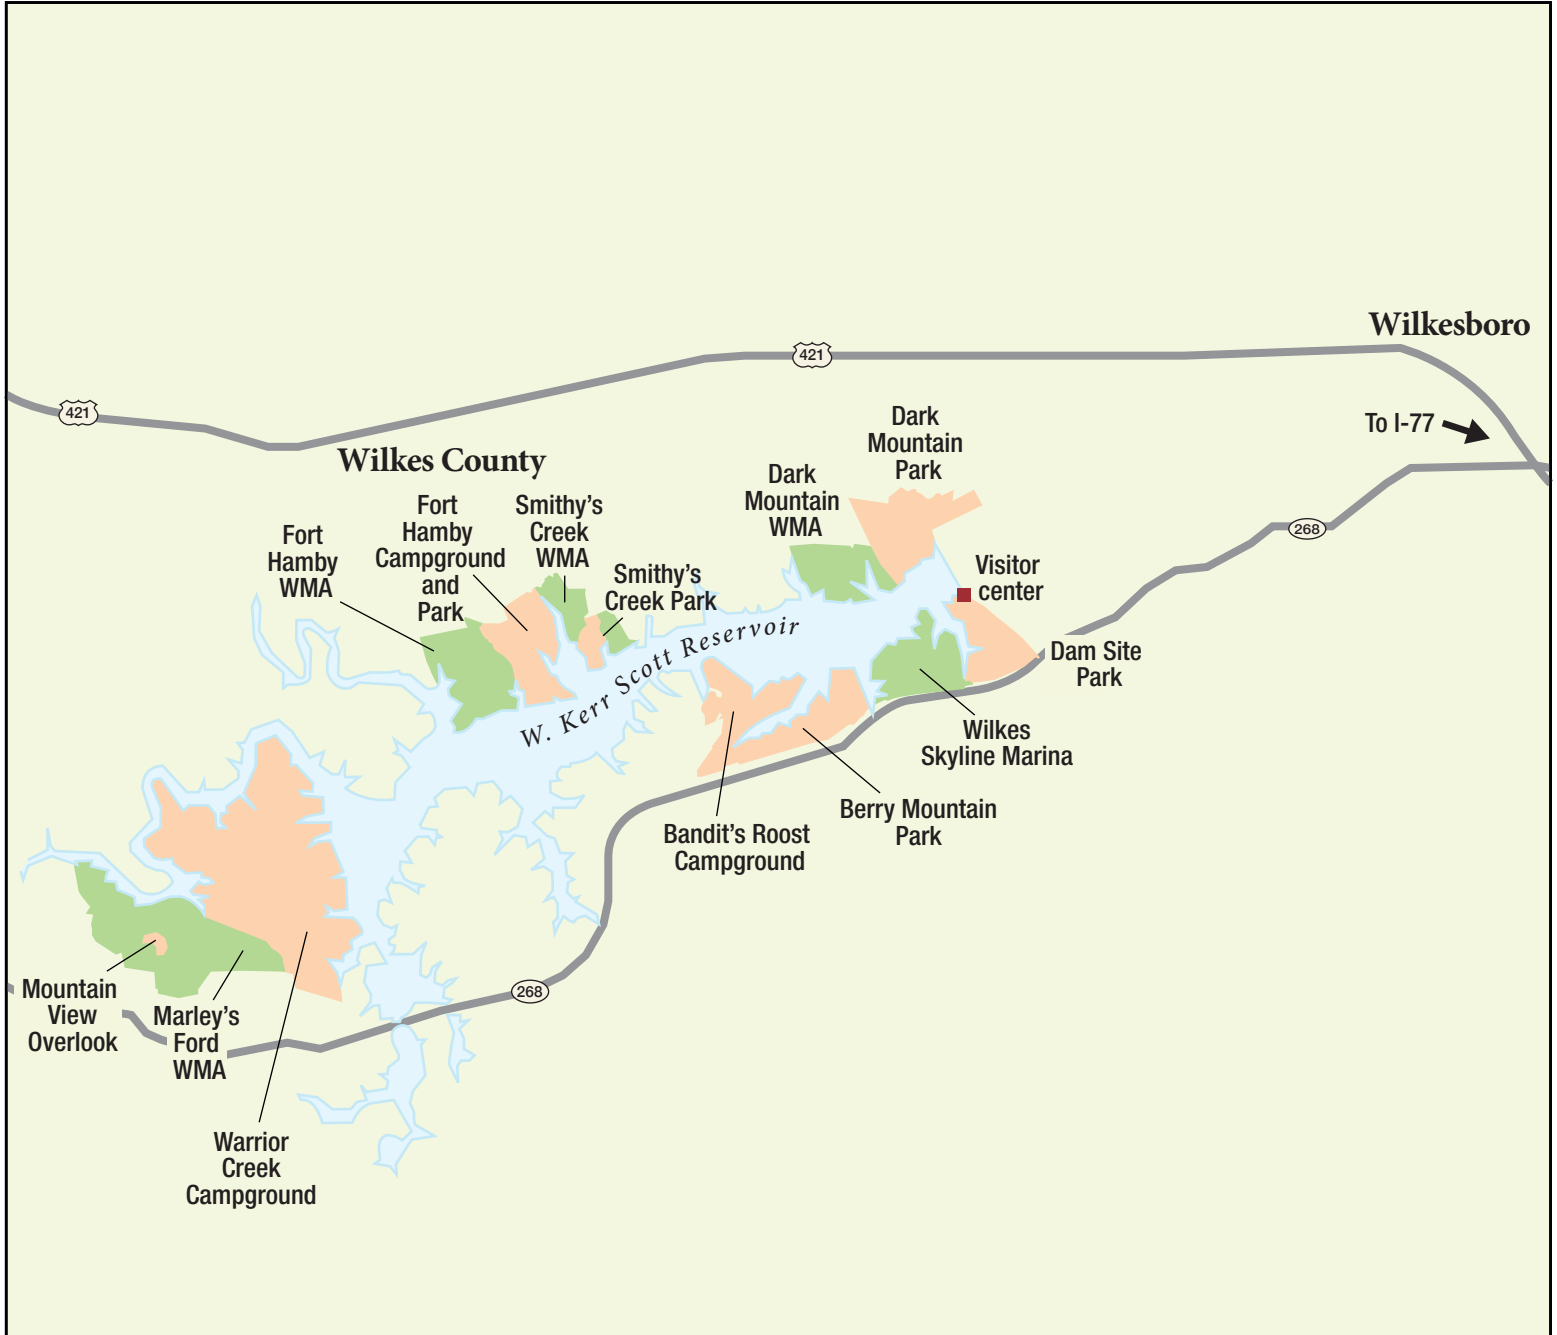 Wilkesboro
421
421
To I-77
Wilkes County
Dark
Mountain
Park
Dark
Mountain
WMA
Fort
Hamby
Campground
and
Park
Smithy’s
Creek
WMA
Fort
Hamby
WMA
Smithy’s
Creek Park
268
Visitor
center
W. Kerr Scott Reservoir
Dam Site
Park
Wilkes
Skyline Marina
Berry Mountain
Park
Bandit’s Roost
Campground
268
Mountain
View
Overlook
Marley’s
Ford
WMA
Warrior
Creek
Campground